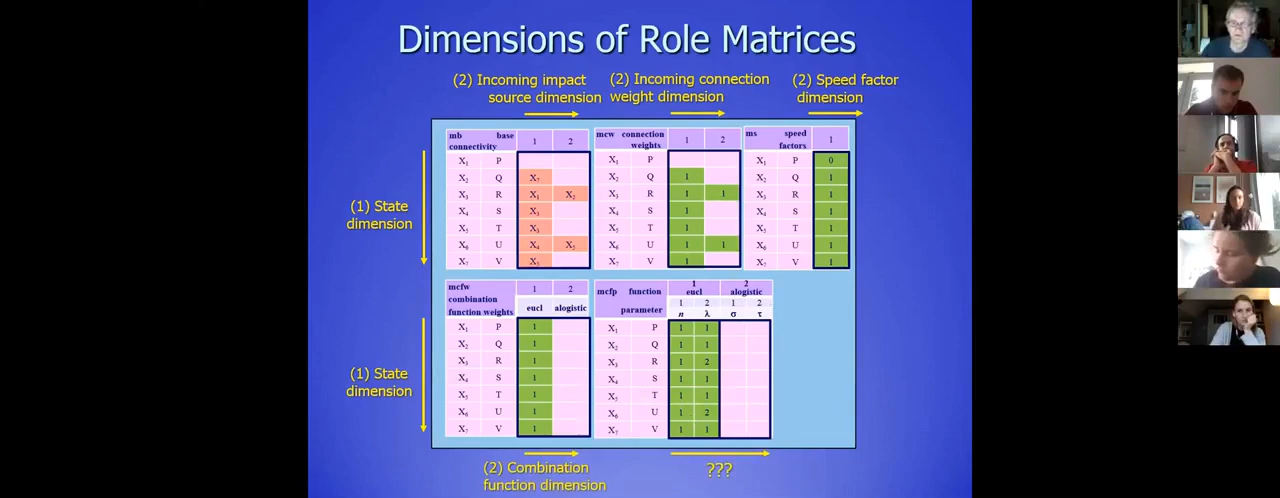 Dimensions of Role Matrices
(2) Incoming impact
source dimension
(2) Incoming connection
weight dimension
(2) Speed factor
dimension
(1) State
dimension
mb base
connectivity 1 2
X₁ P
X₂ Q X₇
X₃ R X₁ X₂
X₄ S X₃
X₅ T X₃
X₆ U X₄ X₅
X₇ V X₅
mcw connection
weights 1 2
X₁ P
X₂ Q 1
X₃ R 1 1
X₄ S 1
X₅ T 1
X₆ U 1 1
X₇ V 1
ms speed
factors 1
X₁ P 0
X₂ Q 1
X₃ R 1
X₄ S 1
X₅ T 1
X₆ U 1
X₇ V 1
(1) State
dimension
mcfw 1 2
combination eucl alogistic
function weights
X₁ P 1
X₂ Q 1
X₃ R 1
X₄ S 1
X₅ T 1
X₆ U 1
X₇ V 1
mcfp function 1 2
eucl alogistic
parameter 1 2 1 2
n λ σ τ
X₁ P 1 1
X₂ Q 1 1
X₃ R 1 2
X₄ S 1 1
X₅ T 1 1
X₆ U 1 2
X₇ V 1 1
(2) Combination
function dimension
???